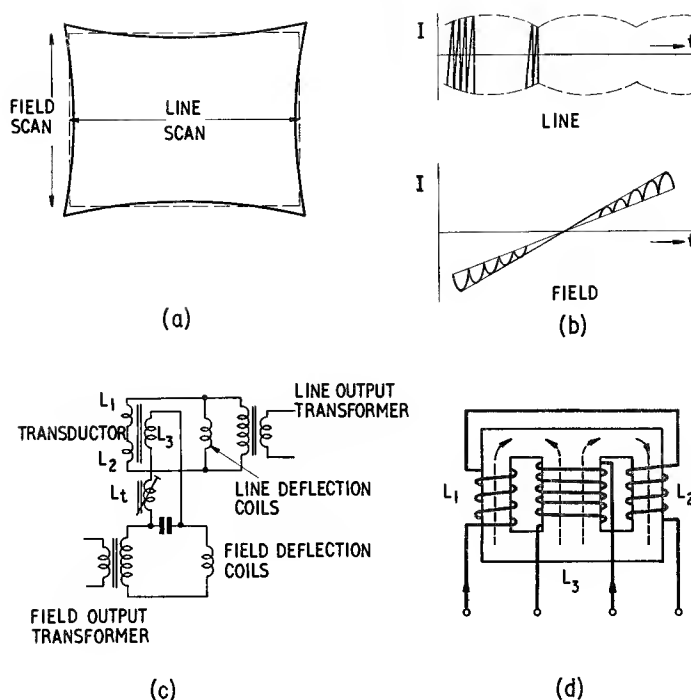 FIELD
SCAN
LINE
SCAN
(a)
I
t
LINE
I
t
FIELD
(b)
L1
TRANSDUCTOR
L3
L2
Lt
LINE OUTPUT
TRANSFORMER
LINE DEFLECTION
COILS
FIELD DEFLECTION
COILS
FIELD OUTPUT
TRANSFORMER
(c)
L1
L2
L3
(d)